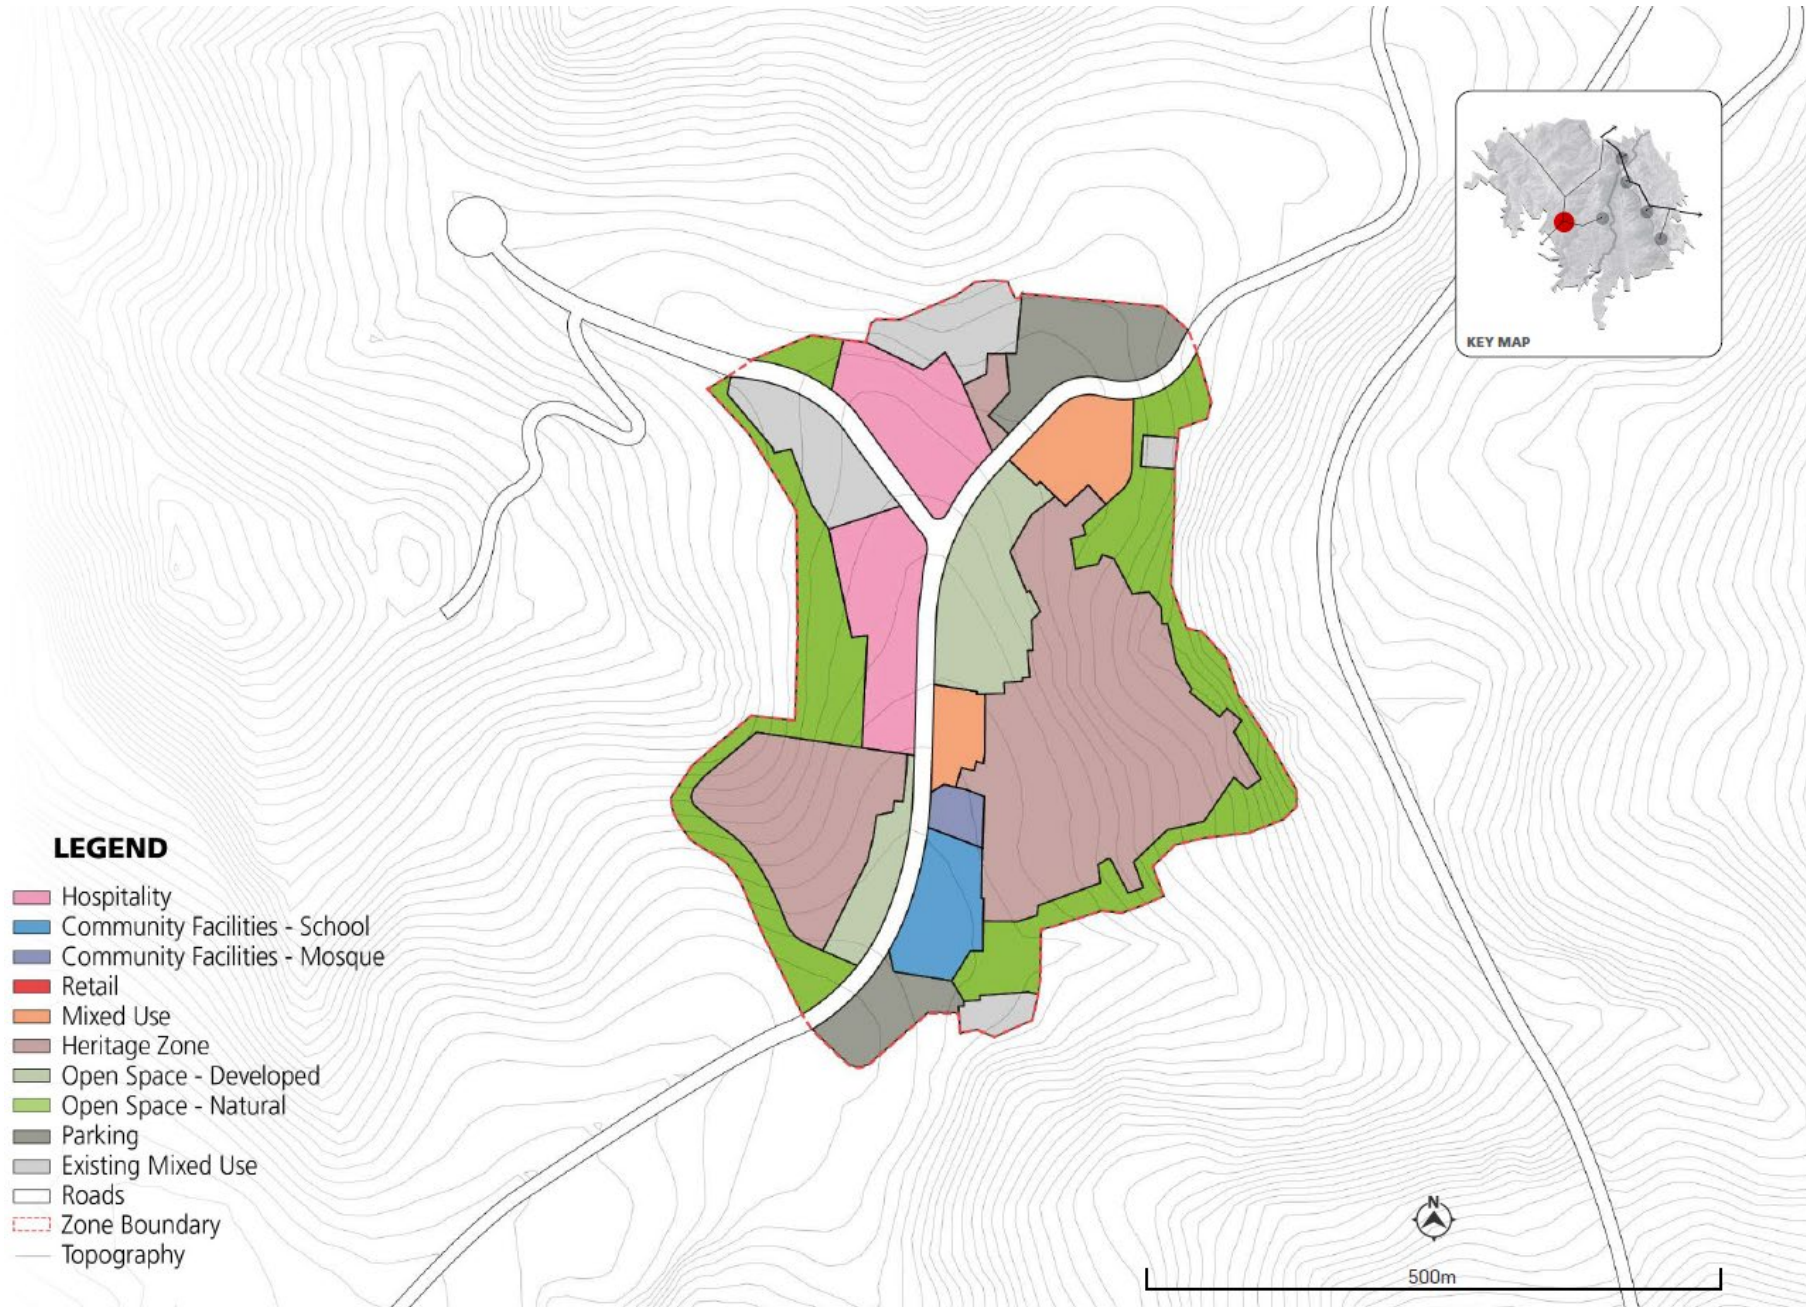 KEY MAP
LEGEND
Hospitality
Community Facilities - School
Community Facilities - Mosque
Retail
Mixed Use
Heritage Zone
Open Space - Developed
Open Space - Natural
Parking
Existing Mixed Use
Roads
Zone Boundary
Topography
N
500m